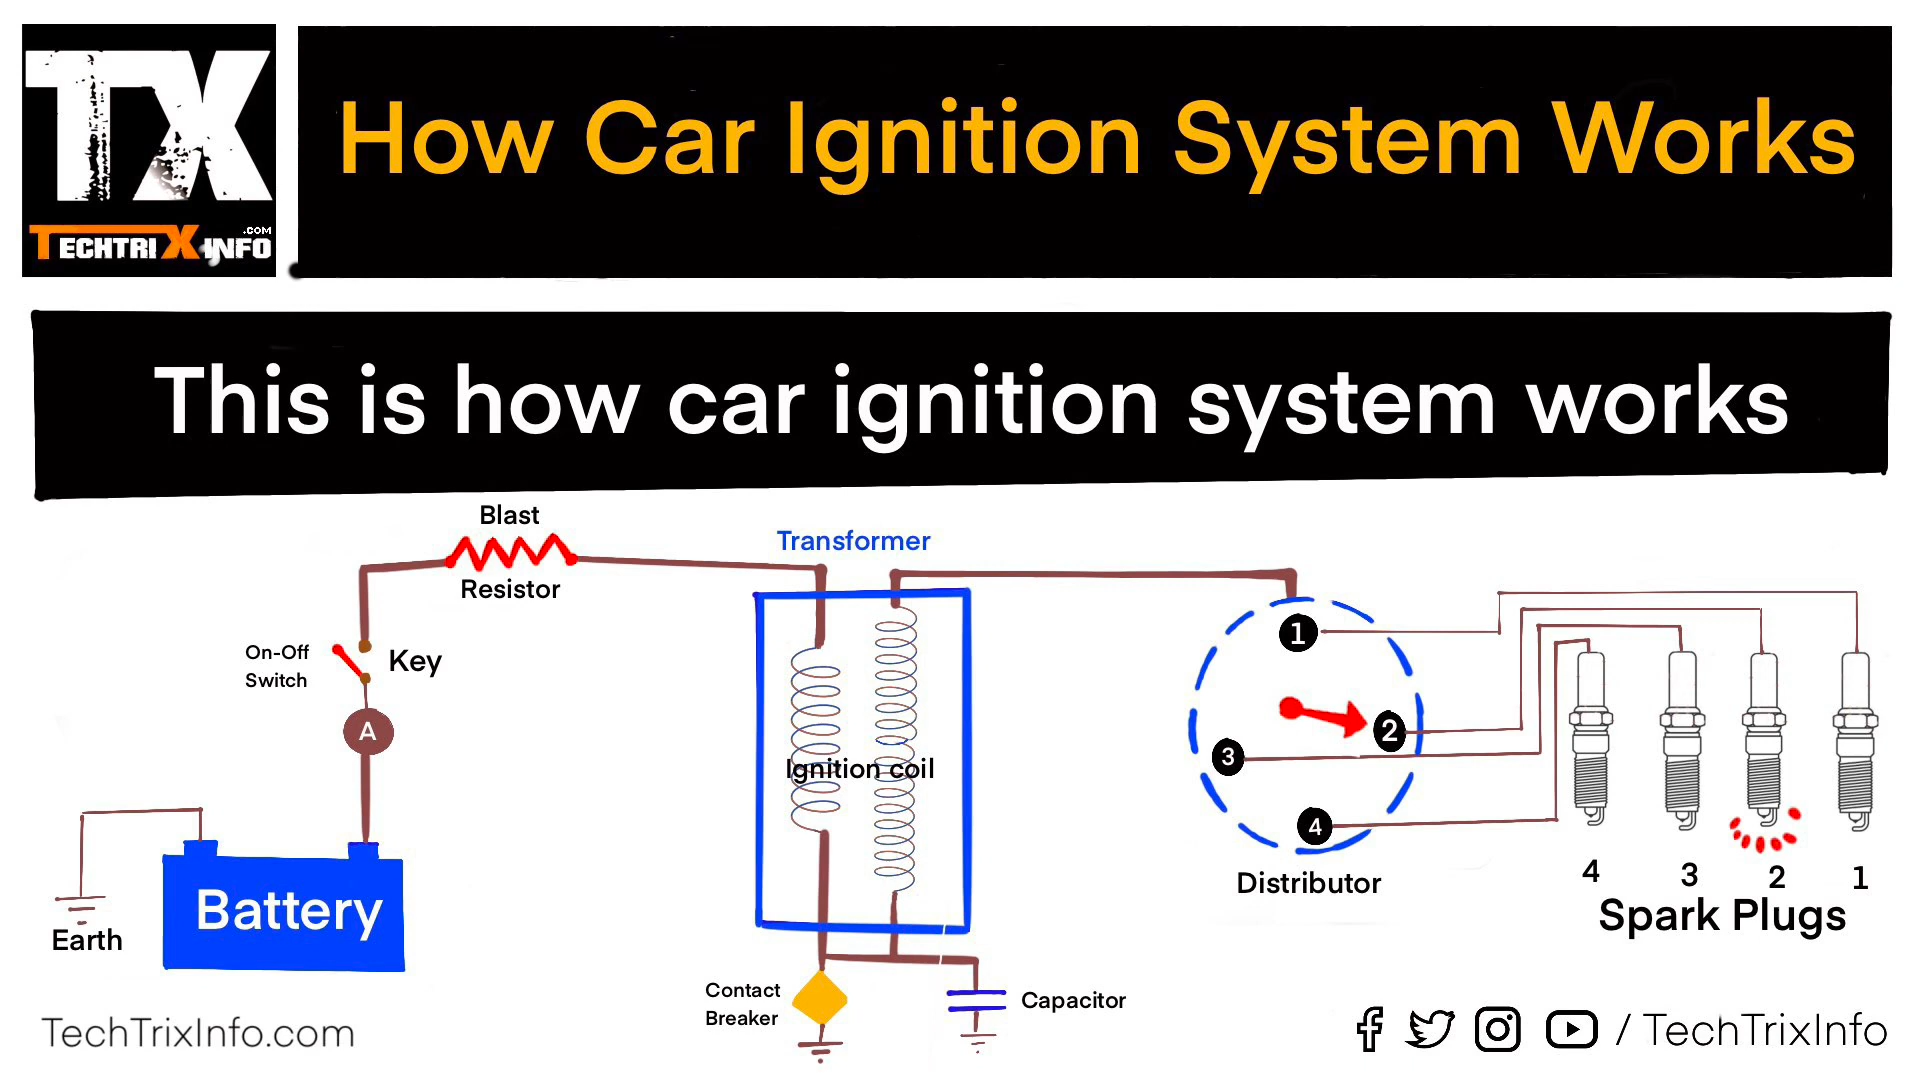 TX
TECHTRIXINFO
.COM
How Car Ignition System Works
This is how car ignition system works
Blast
Resistor
Transformer
On-Off
Switch
Key
A
Ignition coil
1
2
3
4
Distributor
Battery
Earth
4
3
2
1
Spark Plugs
Contact
Breaker
Capacitor
TechTrixInfo.com
/ TechTrixInfo